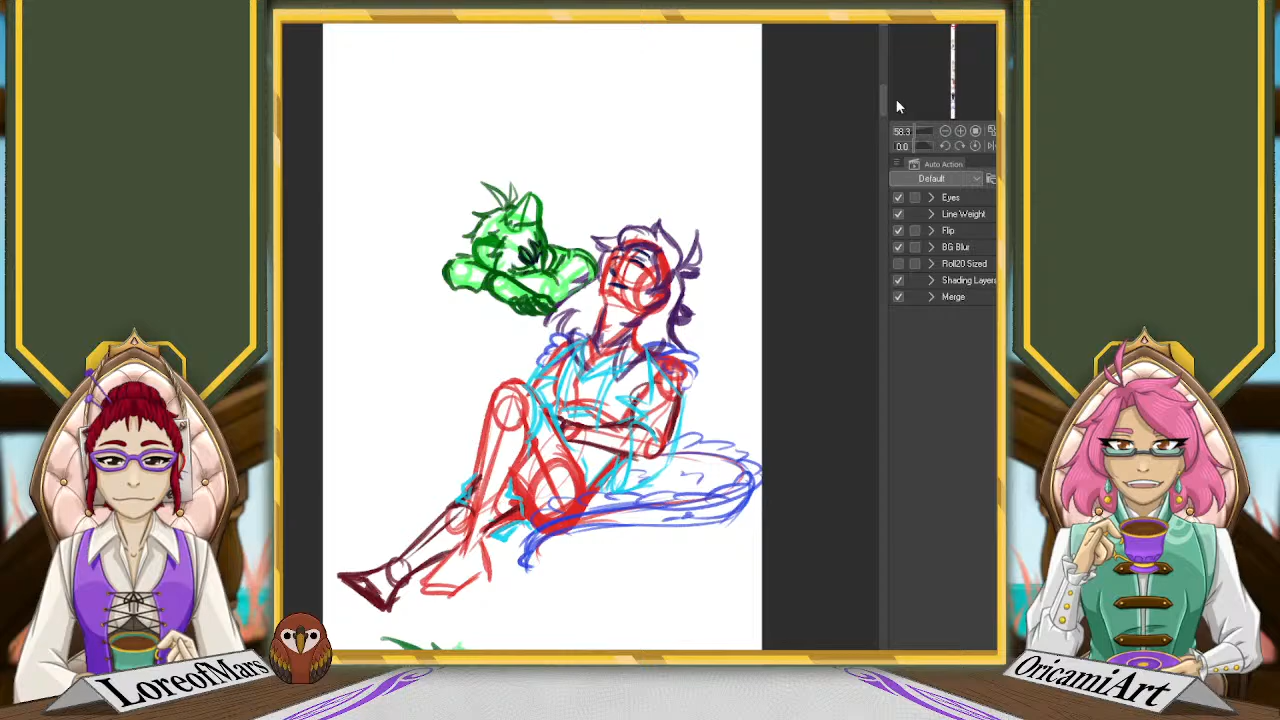 58.3
0.0
Auto Action
Default
Eyes
Line Weight
Flip
BG Blur
Roll20 Sized
Shading Layers
Merge
LoreofMars
OricamiArt